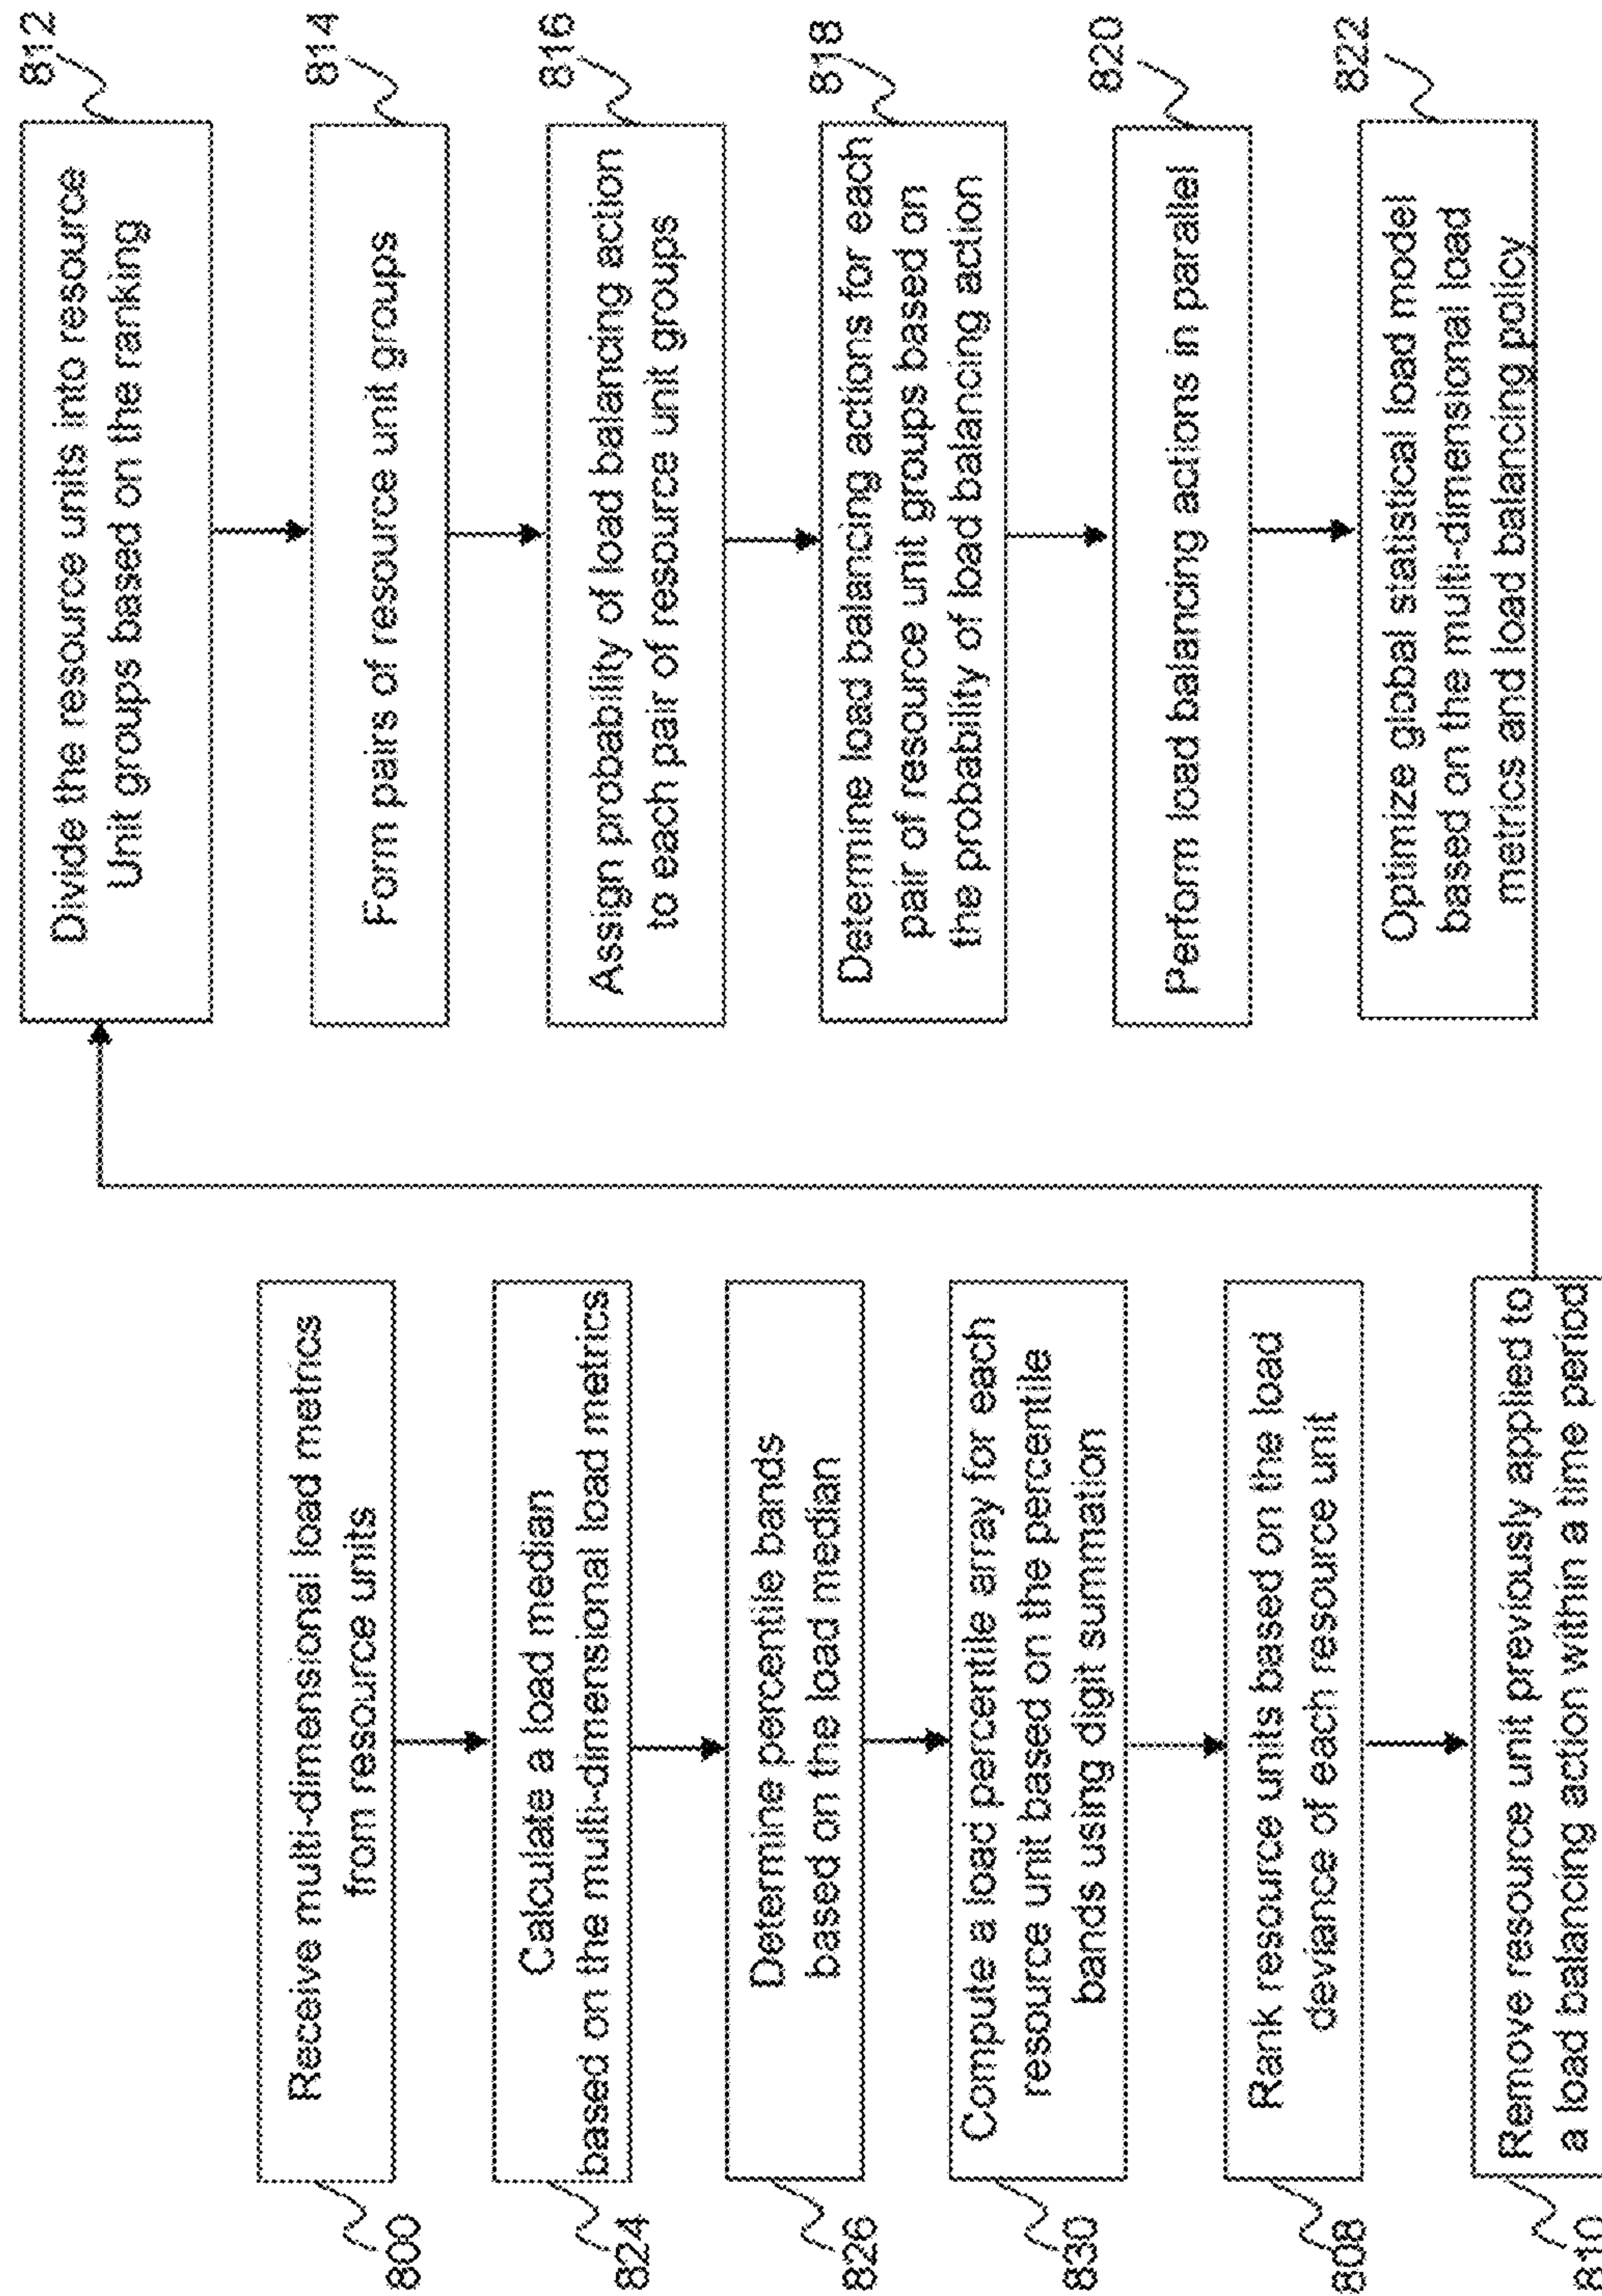 Receive multi-dimensional load metrics
from resource units
800
Calculate a load median
based on the multi-dimensional load metrics
824
Determine percentile bands
based on the load median
826
Compute a load percentile array for each
resource unit based on the percentile
bands using digit summation
830
Rank resource units based on the load
deviance of each resource unit
808
Remove resource unit previously applied to
a load balancing action within a time period
810
Divide the resource units into resource
Unit groups based on the ranking
812
Form pairs of resource unit groups
814
Assign probability of load balancing action
to each pair of resource unit groups
816
Determine load balancing actions for each
pair of resource unit groups based on
the probability of load balancing action
818
Perform load balancing actions in parallel
820
Optimize global statistical load model
based on the multi-dimensional load
metrics and load balancing policy
822